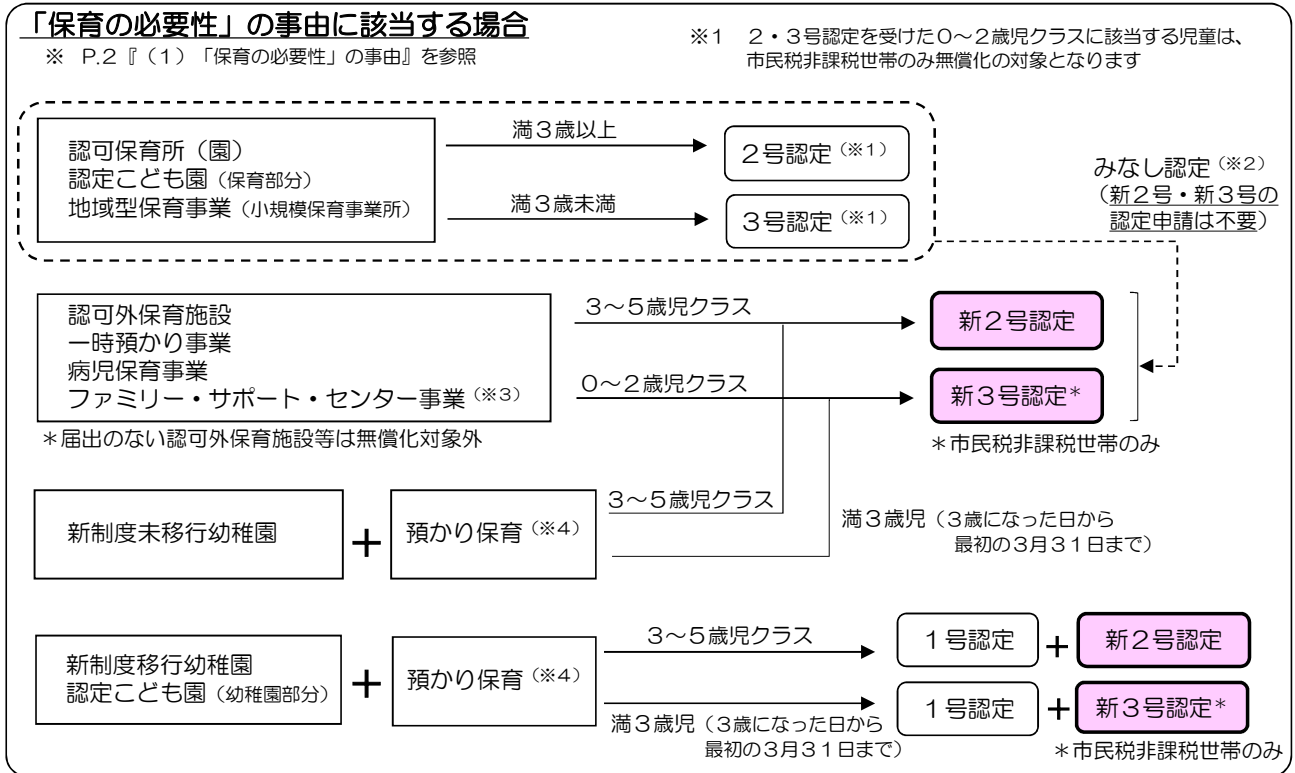 「保育の必要性」の事由に該当する場合
※ P.2『（1）「保育の必要性」の事由』を参照
※1 2・3号認定を受けた0～2歳児クラスに該当する児童は、
市民税非課税世帯のみ無償化の対象となります
認可保育所（園）
認定こども園（保育部分）
地域型保育事業（小規模保育事業所）
満3歳以上
2号認定（※1）
満3歳未満
3号認定（※1）
みなし認定（※2）
（新2号・新3号の
認定申請は不要）
認可外保育施設
一時預かり事業
病児保育事業
ファミリー・サポート・センター事業（※3）
3～5歳児クラス
新2号認定
0～2歳児クラス
新3号認定*
＊届出のない認可外保育施設等は無償化対象外
＊市民税非課税世帯のみ
新制度未移行幼稚園
＋
預かり保育（※4）
3～5歳児クラス
満3歳児（3歳になった日から
最初の3月31日まで）
新制度移行幼稚園
認定こども園（幼稚園部分）
＋
預かり保育（※4）
3～5歳児クラス
1号認定
＋
新2号認定
満3歳児（3歳になった日から
最初の3月31日まで）
1号認定
＋
新3号認定*
＊市民税非課税世帯のみ